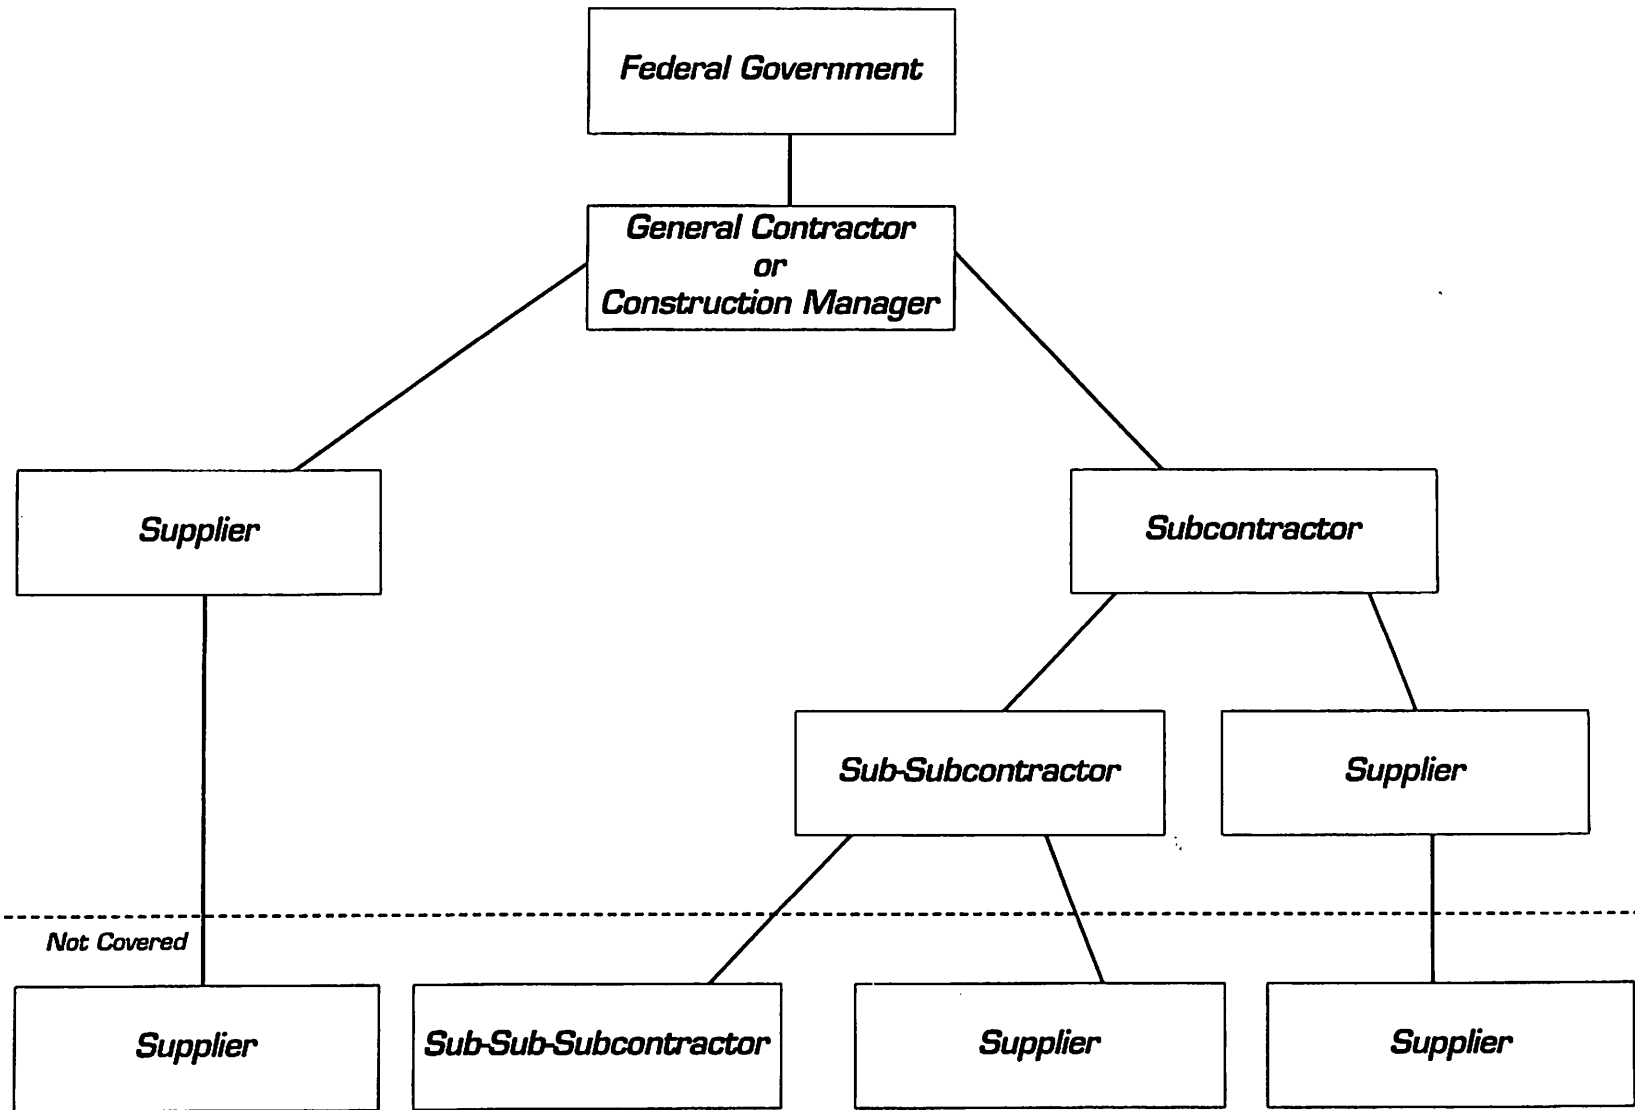 Federal Government
General Contractor
or
Construction Manager
Supplier
Subcontractor
Sub-Subcontractor
Supplier
Not Covered
Supplier
Sub-Sub-Subcontractor
Supplier
Supplier